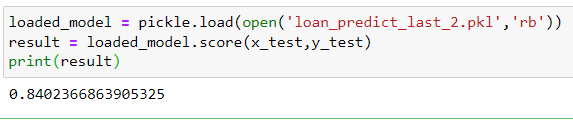 loaded_model = pickle.load(open('loan_predict_last_2.pkl','rb'))
result = loaded_model.score(x_test,y_test)
print(result)
0.8402366863905325